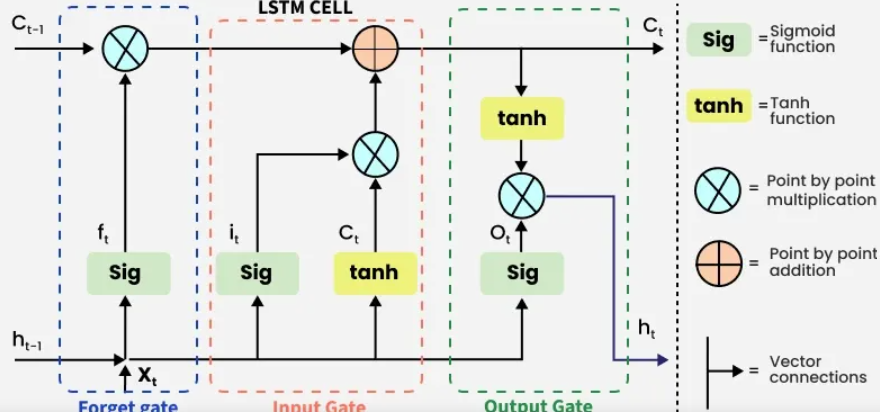 LSTM CELL
Cₜ₋₁
Cₜ
fₜ
iₜ
Cₜ
tanh
Oₜ
Sig
Sig
tanh
Sig
hₜ₋₁
Xₜ
hₜ
Forget gate
Input Gate
Output Gate
Sig =Sigmoid
function
tanh =Tanh
function
= Point by point
multiplication
= Point by point
addition
= Vector
connections